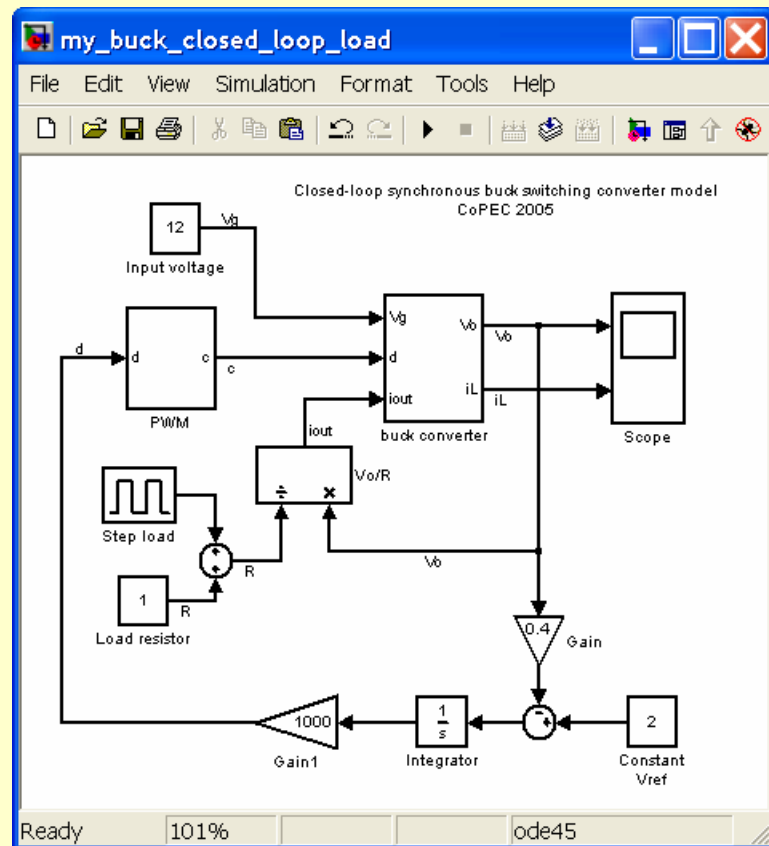 my_buck_closed_loop_load
File Edit View Simulation Format Tools Help
Closed-loop synchronous buck switching converter model
CoPEC 2005
12
Vg
Input voltage
Vg
Vo
Vo
d
d
c
c
d
iout
iL
iL
PWM
iout
buck converter
Scope
÷
×
Vo/R
Step load
R
Vo
1
R
Load resistor
0.4
Gain
1000
1
s
- +
2
Gain1
Integrator
Constant
Vref
Ready 101% ode45